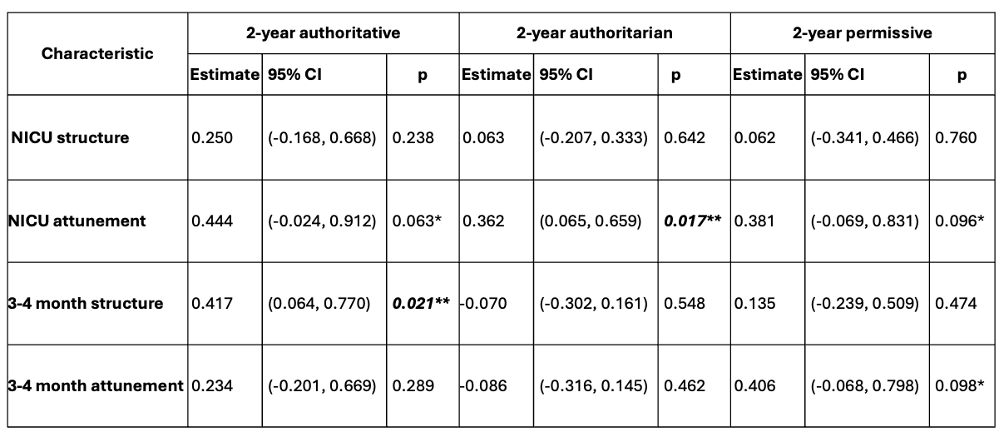 Characteristic 2-year authoritative 2-year authoritarian 2-year permissive
Estimate 95% CI p Estimate 95% CI p Estimate 95% CI p
NICU structure 0.250 (-0.168, 0.668) 0.238 0.063 (-0.207, 0.333) 0.642 0.062 (-0.341, 0.466) 0.760
NICU attunement 0.444 (-0.024, 0.912) 0.063* 0.362 (0.065, 0.659) 0.017** 0.381 (-0.069, 0.831) 0.096*
3-4 month structure 0.417 (0.064, 0.770) 0.021** -0.070 (-0.302, 0.161) 0.548 0.135 (-0.239, 0.509) 0.474
3-4 month attunement 0.234 (-0.201, 0.669) 0.289 -0.086 (-0.316, 0.145) 0.462 0.406 (-0.068, 0.798) 0.098*